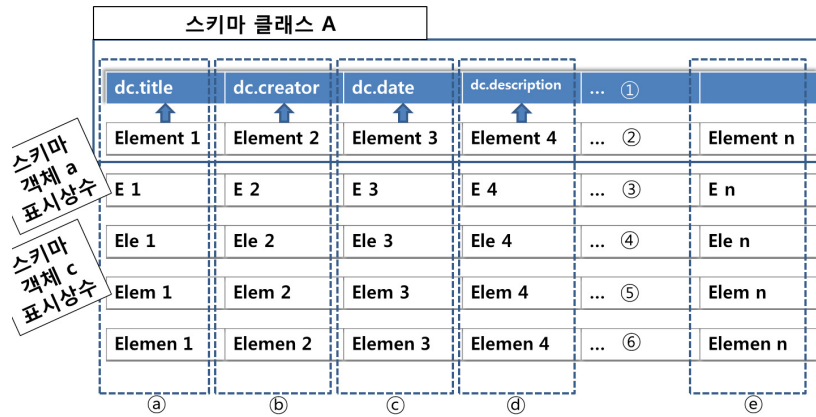 스키마 클래스 A
dc.title dc.creator dc.date dc.description ... ①
Element 1 Element 2 Element 3 Element 4 ... ② Element n
스키마
객체 a
표시상수
E 1 E 2 E 3 E 4 ... ③ E n
Ele 1 Ele 2 Ele 3 Ele 4 ... ④ Ele n
스키마
객체 c
표시상수
Elem 1 Elem 2 Elem 3 Elem 4 ... ⑤ Elem n
Elemen 1 Elemen 2 Elemen 3 Elemen 4 ... ⑥ Elemen n
ⓐ ⓑ ⓒ ⓓ ⓔ